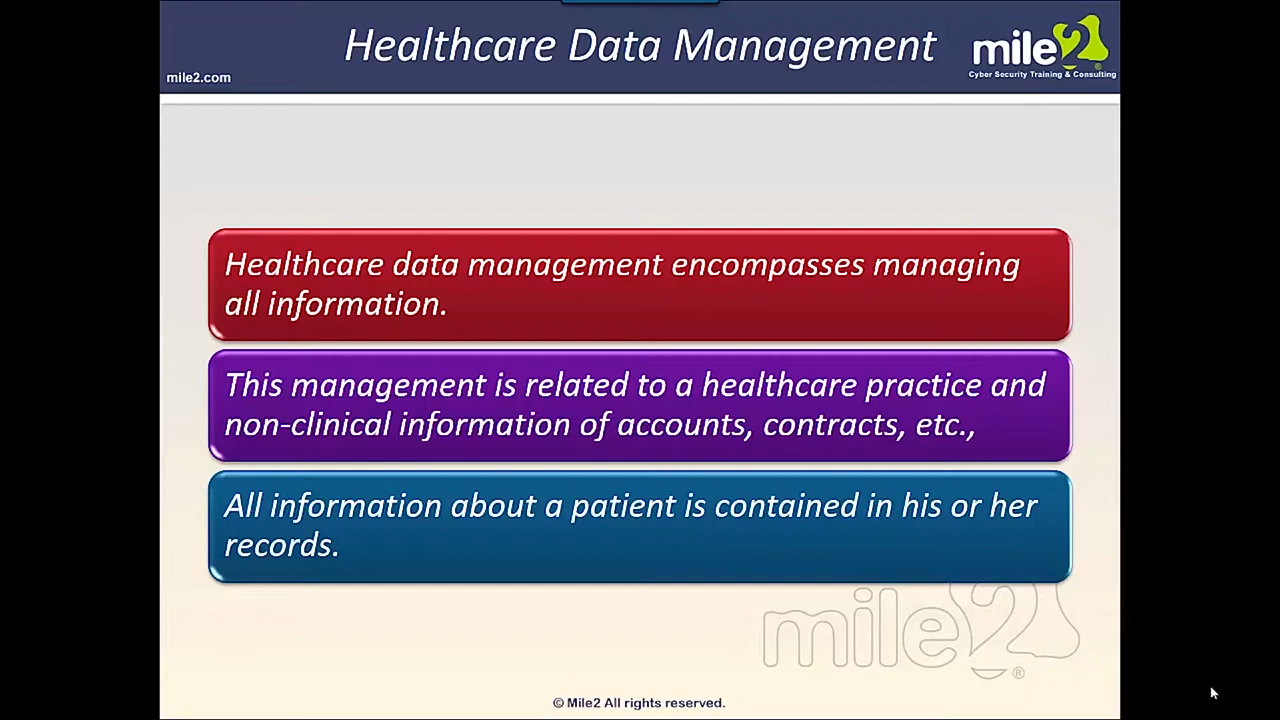 Healthcare Data Management
mile2
®
Cyber Security Training & Consulting
mile2.com
Healthcare data management encompasses managing
all information.
This management is related to a healthcare practice and
non-clinical information of accounts, contracts, etc.,
All information about a patient is contained in his or her
records.
mile2
®
© Mile2 All rights reserved.